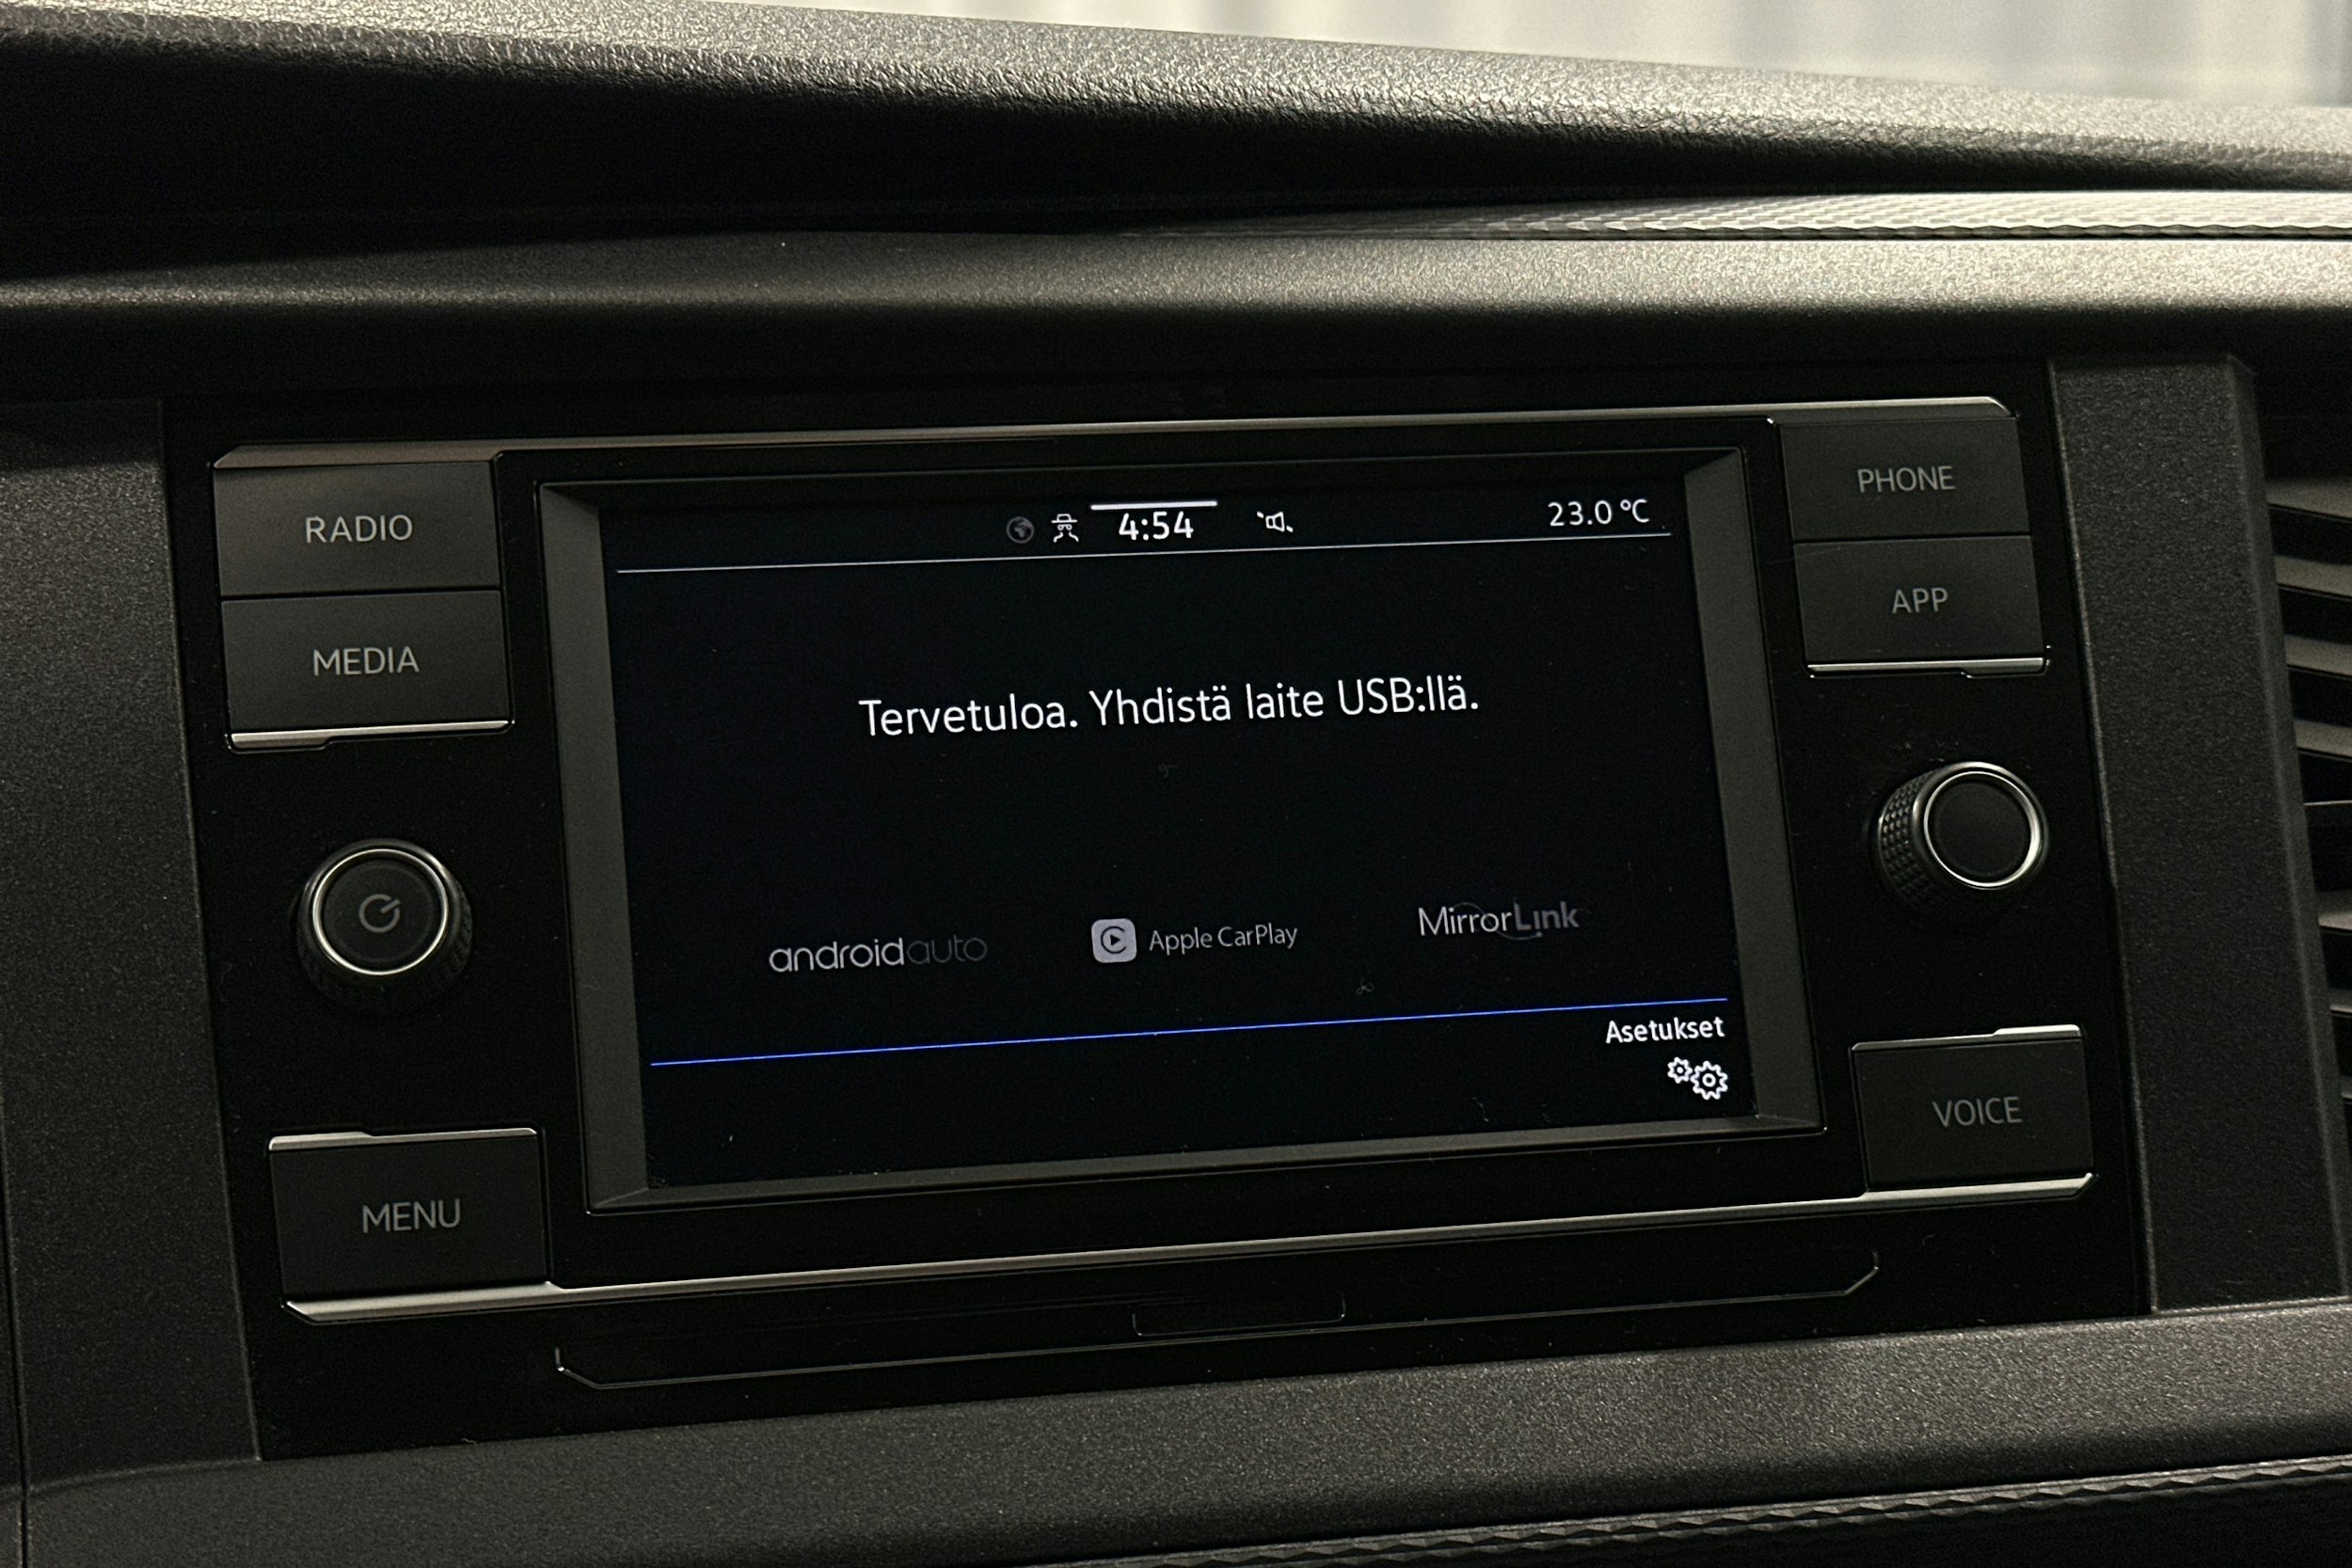 RADIO
MEDIA
MENU
4:54
23.0 °C
Tervetuloa. Yhdistä laite USB:llä.
androidauto
Apple CarPlay
MirrorLink
Asetukset
PHONE
APP
VOICE